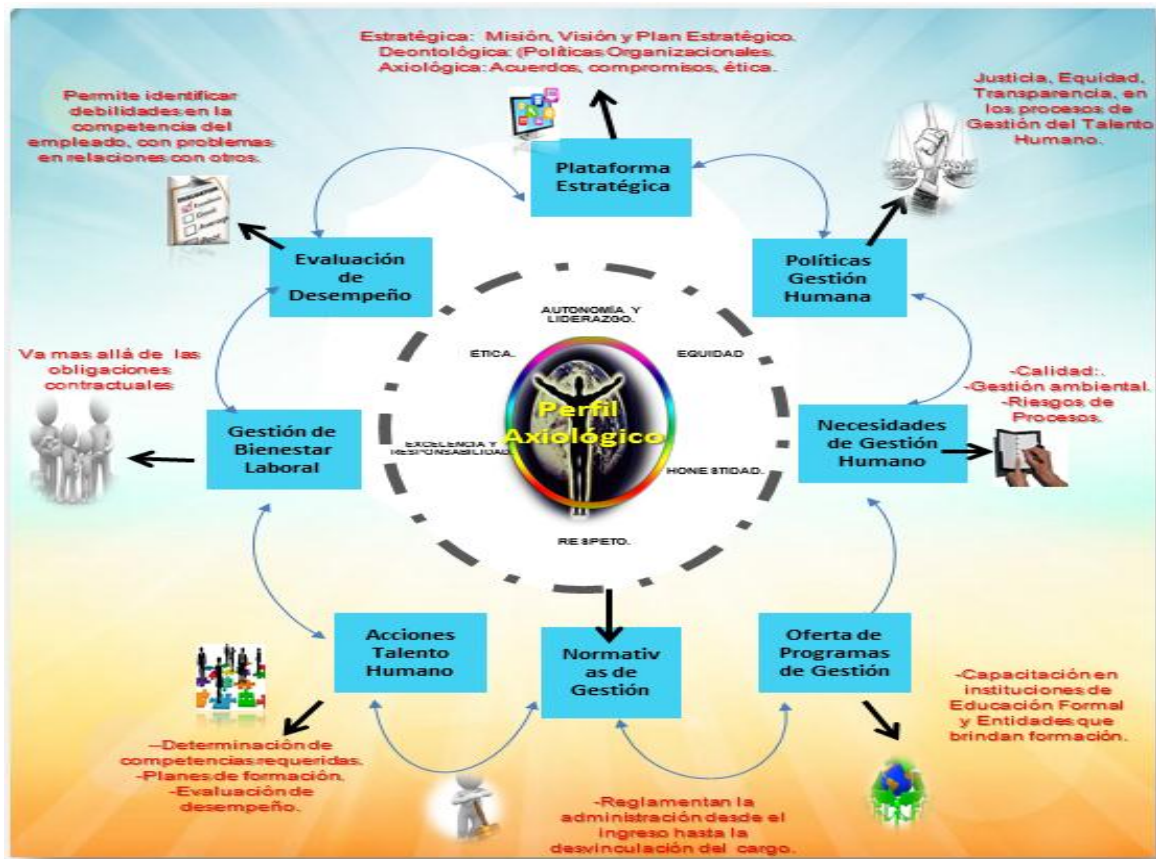 Estratégica: Misión, Visión y Plan Estratégico.
Deontológica: (Políticas Organizacionales.
Axiológica: Acuerdos, compromisos, ética.
Justicia, Equidad,
Transparencia, en
los procesos de
Gestión del Talento
Humano.
Permite identificar
debilidades en la
competencia del
empleado, con problemas
en relaciones con otros.
Plataforma
Estratégica
Evaluación
de
Desempeño
Políticas
Gestión
Humana
AUTONOMÍA Y
LIDERAZGO.
ÉTICA.
EQUIDAD
Va mas allá de las
obligaciones
contractuales
-Calidad:.
-Gestión ambiental.
-Riesgos de
Procesos.
Gestión de
Bienestar
Laboral
Perfil
Axiológico
EXCELENCIA Y
RESPONSABILIDAD.
HONESTIDAD.
Necesidades
de Gestión
Humano
RESPETO.
Acciones
Talento
Humano
Normativ
as de
Gestión
Oferta de
Programas
de Gestión
-Capacitación en
instituciones de
Educación Formal
y Entidades que
brindan formación.
--Determinación de
competencias requeridas.
-Planes de formación.
-Evaluación de
desempeño.
-Reglamentan la
administración desde el
ingreso hasta la
desvinculación del cargo.